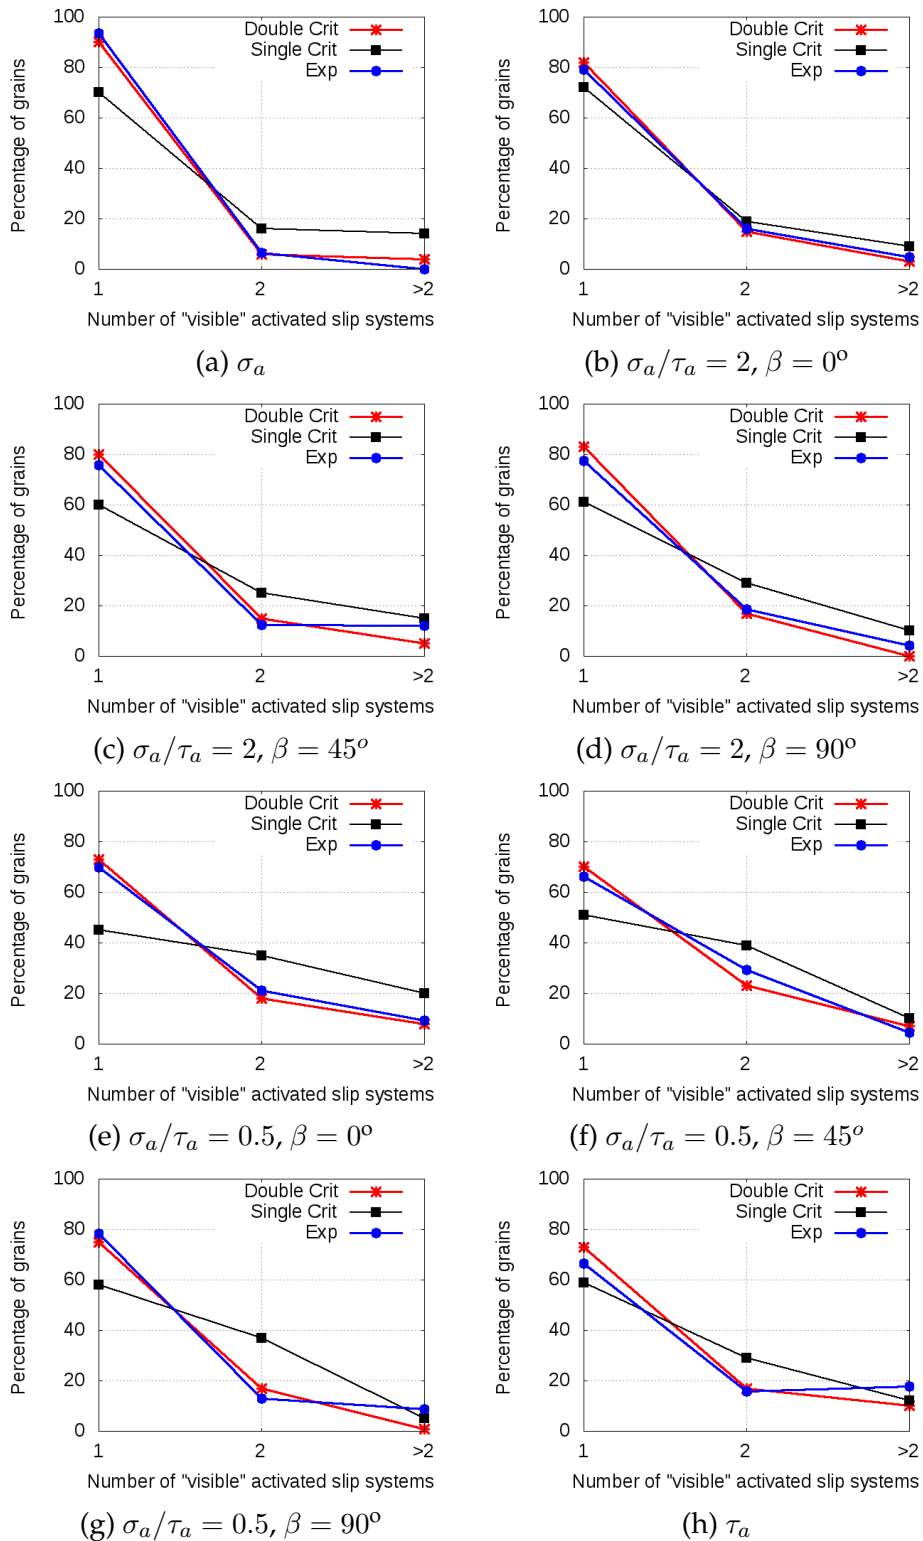 100
80
60
40
20
0
Percentage of grains
Double Crit
Single Crit
Exp
1 2 >2
Number of "visible" activated slip systems
(a) σₐ
100
80
60
40
20
0
Percentage of grains
Double Crit
Single Crit
Exp
1 2 >2
Number of "visible" activated slip systems
(b) σₐ/τₐ = 2, β = 0º
100
80
60
40
20
0
Percentage of grains
Double Crit
Single Crit
Exp
1 2 >2
Number of "visible" activated slip systems
(c) σₐ/τₐ = 2, β = 45º
100
80
60
40
20
0
Percentage of grains
Double Crit
Single Crit
Exp
1 2 >2
Number of "visible" activated slip systems
(d) σₐ/τₐ = 2, β = 90º
100
80
60
40
20
0
Percentage of grains
Double Crit
Single Crit
Exp
1 2 >2
Number of "visible" activated slip systems
(e) σₐ/τₐ = 0.5, β = 0º
100
80
60
40
20
0
Percentage of grains
Double Crit
Single Crit
Exp
1 2 >2
Number of "visible" activated slip systems
(f) σₐ/τₐ = 0.5, β = 45º
100
80
60
40
20
0
Percentage of grains
Double Crit
Single Crit
Exp
1 2 >2
Number of "visible" activated slip systems
(g) σₐ/τₐ = 0.5, β = 90º
100
80
60
40
20
0
Percentage of grains
Double Crit
Single Crit
Exp
1 2 >2
Number of "visible" activated slip systems
(h) τₐ